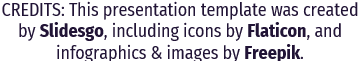 CREDITS: This presentation template was created
by Slidesgo, including icons by Flaticon, and
infographics & images by Freepik.